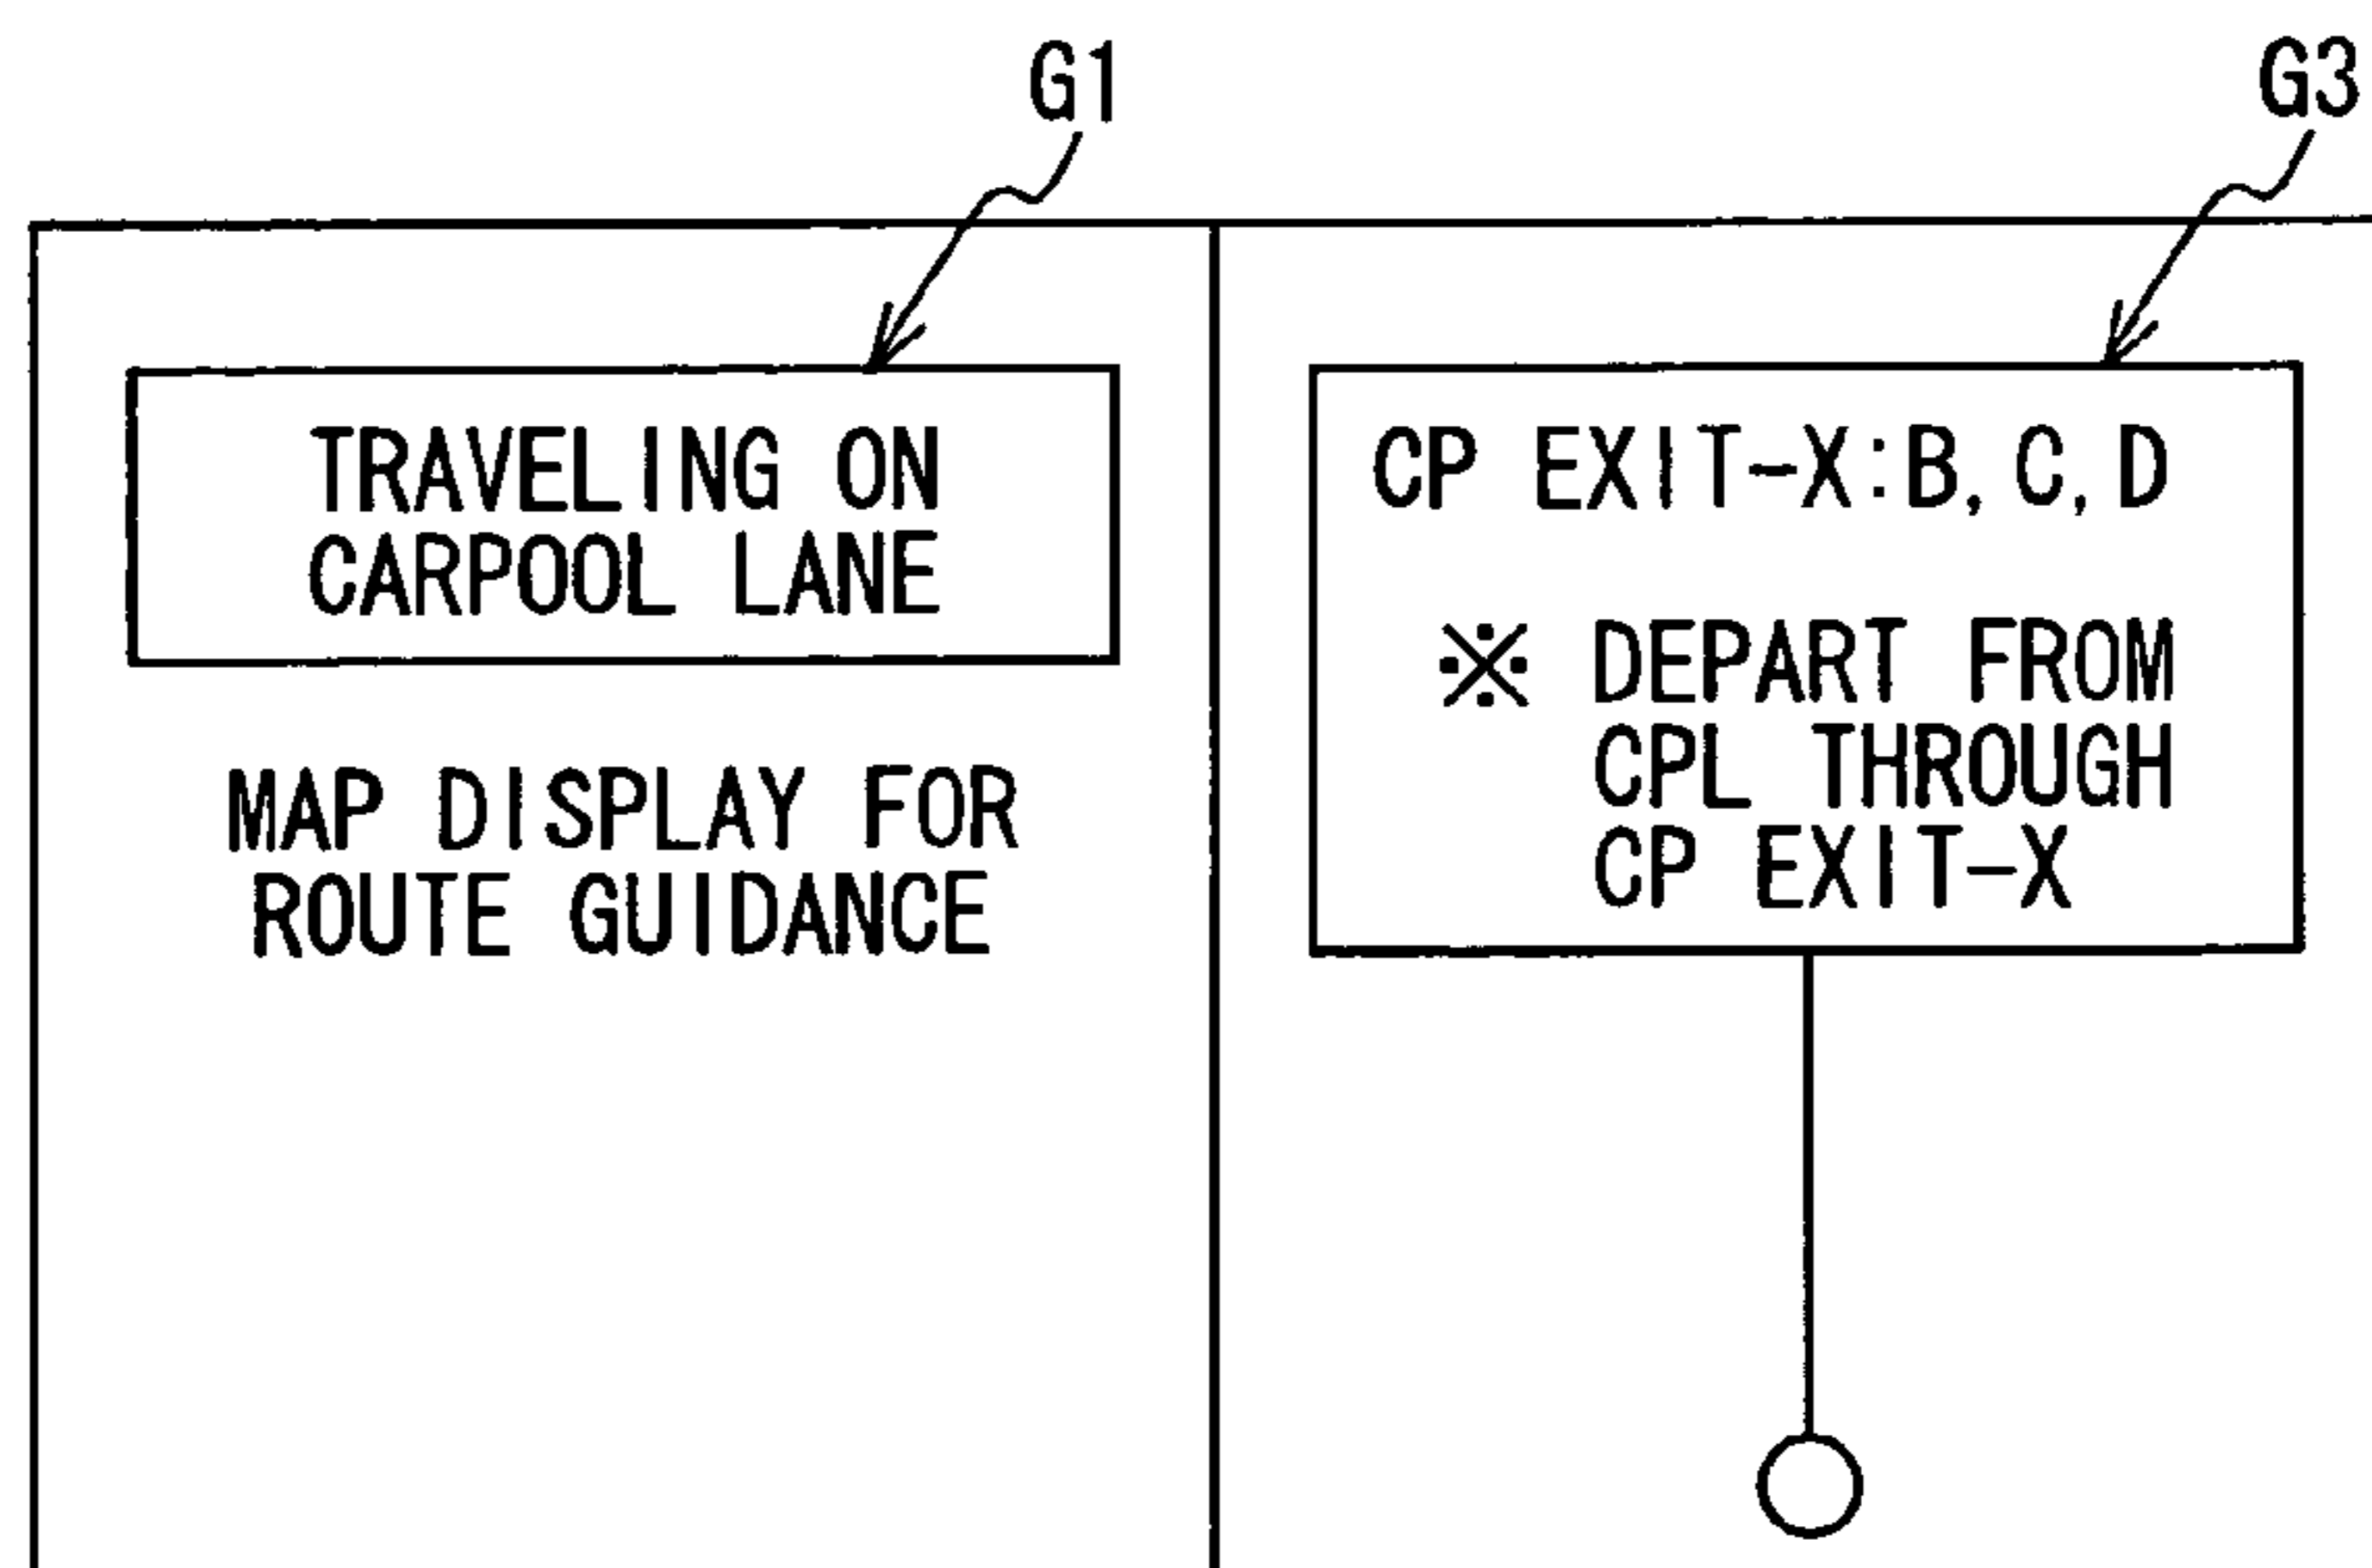 G1
G3
TRAVELING ON
CARPOOL LANE
MAP DISPLAY FOR
ROUTE GUIDANCE
CP EXIT-X:B, C, D
※ DEPART FROM
CPL THROUGH
CP EXIT-X